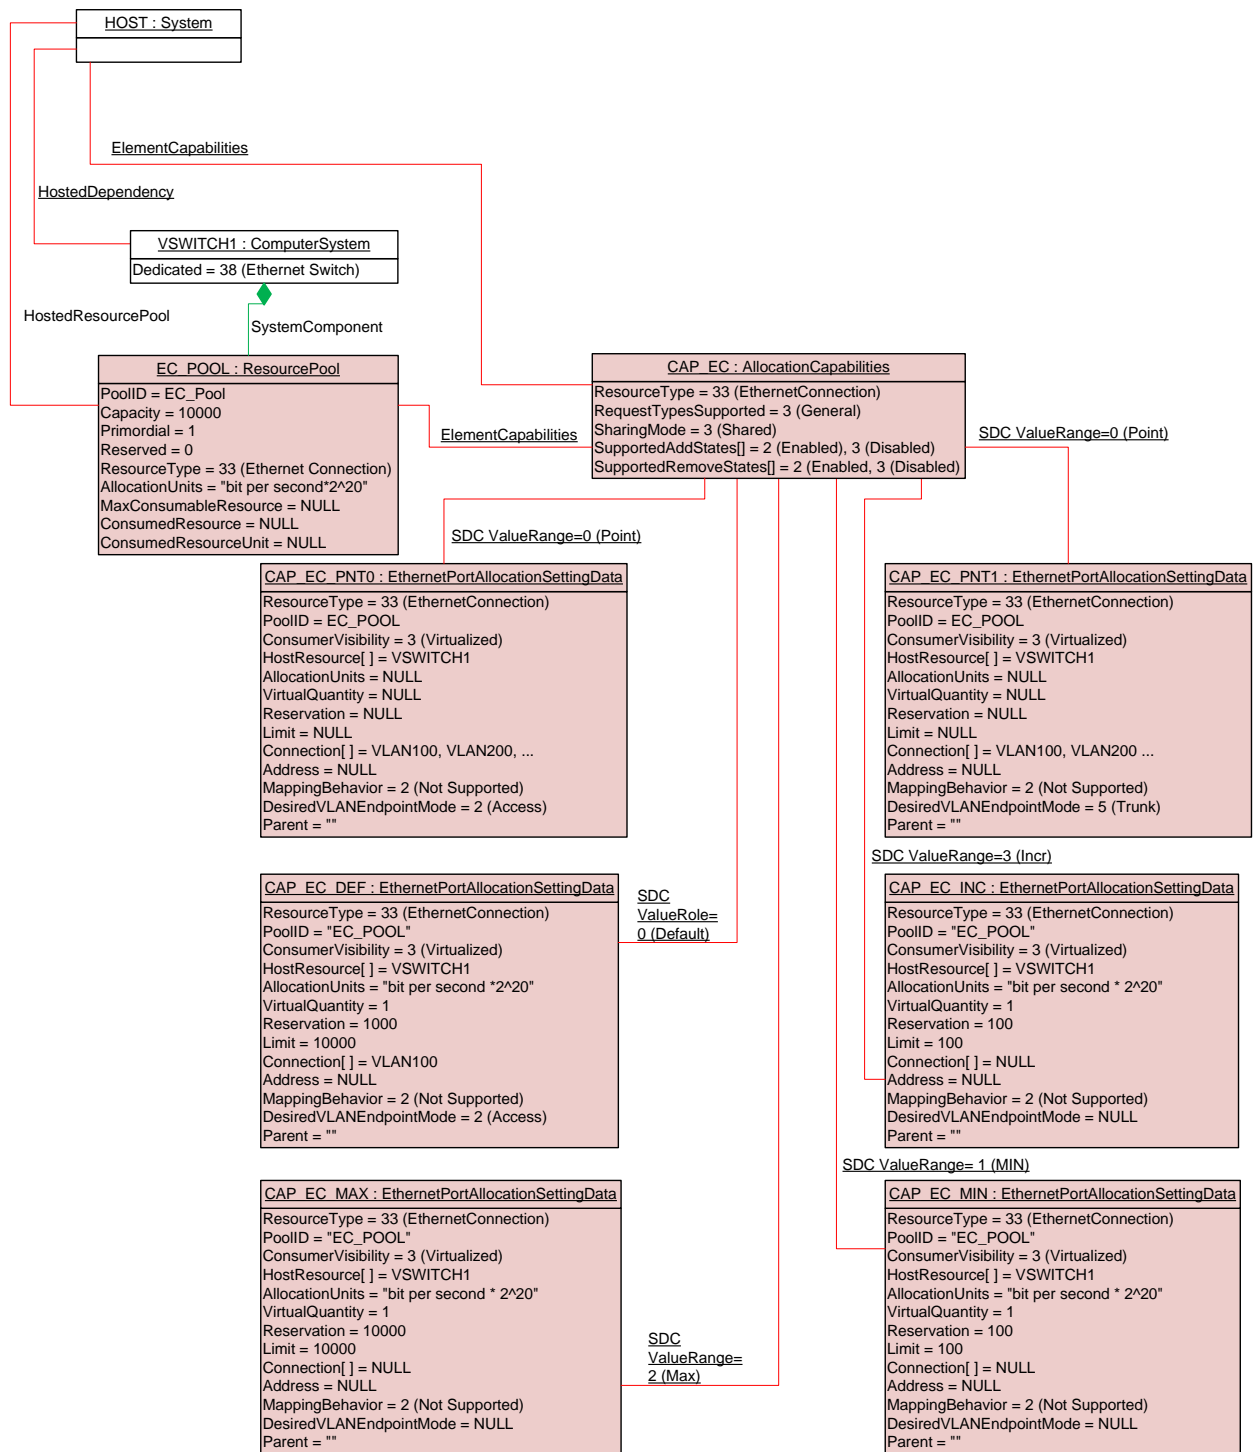 HOST : System
ElementCapabilities
HostedDependency
VSWITCH1 : ComputerSystem
Dedicated = 38 (Ethernet Switch)
HostedResourcePool
SystemComponent
EC_POOL : ResourcePool
PoolID = EC_Pool
Capacity = 10000
Primordial = 1
Reserved = 0
ResourceType = 33 (Ethernet Connection)
AllocationUnits = "bit per second*2^20"
MaxConsumableResource = NULL
ConsumedResource = NULL
ConsumedResourceUnit = NULL
ElementCapabilities
CAP_EC : AllocationCapabilities
ResourceType = 33 (EthernetConnection)
RequestTypesSupported = 3 (General)
SharingMode = 3 (Shared)
SupportedAddStates[] = 2 (Enabled), 3 (Disabled)
SupportedRemoveStates[] = 2 (Enabled, 3 (Disabled)
SDC ValueRange=0 (Point)
SDC ValueRange=0 (Point)
CAP_EC_PNT0 : EthernetPortAllocationSettingData
ResourceType = 33 (EthernetConnection)
PoolID = EC_POOL
ConsumerVisibility = 3 (Virtualized)
HostResource[ ] = VSWITCH1
AllocationUnits = NULL
VirtualQuantity = NULL
Reservation = NULL
Limit = NULL
Connection[ ] = VLAN100, VLAN200, ...
Address = NULL
MappingBehavior = 2 (Not Supported)
DesiredVLANEndpointMode = 2 (Access)
Parent = ""
CAP_EC_PNT1 : EthernetPortAllocationSettingData
ResourceType = 33 (EthernetConnection)
PoolID = EC_POOL
ConsumerVisibility = 3 (Virtualized)
HostResource[ ] = VSWITCH1
AllocationUnits = NULL
VirtualQuantity = NULL
Reservation = NULL
Limit = NULL
Connection[ ] = VLAN100, VLAN200 ...
Address = NULL
MappingBehavior = 2 (Not Supported)
DesiredVLANEndpointMode = 5 (Trunk)
Parent = ""
SDC ValueRange=3 (Incr)
CAP_EC_DEF : EthernetPortAllocationSettingData
ResourceType = 33 (EthernetConnection)
PoolID = "EC_POOL"
ConsumerVisibility = 3 (Virtualized)
HostResource[ ] = VSWITCH1
AllocationUnits = "bit per second *2^20"
VirtualQuantity = 1
Reservation = 1000
Limit = 10000
Connection[ ] = VLAN100
Address = NULL
MappingBehavior = 2 (Not Supported)
DesiredVLANEndpointMode = 2 (Access)
Parent = ""
SDC
ValueRole=
0 (Default)
CAP_EC_INC : EthernetPortAllocationSettingData
ResourceType = 33 (EthernetConnection)
PoolID = "EC_POOL"
ConsumerVisibility = 3 (Virtualized)
HostResource[ ] = VSWITCH1
AllocationUnits = "bit per second * 2^20"
VirtualQuantity = 1
Reservation = 100
Limit = 100
Connection[ ] = NULL
Address = NULL
MappingBehavior = 2 (Not Supported)
DesiredVLANEndpointMode = NULL
Parent = ""
SDC ValueRange= 1 (MIN)
CAP_EC_MAX : EthernetPortAllocationSettingData
ResourceType = 33 (EthernetConnection)
PoolID = "EC_POOL"
ConsumerVisibility = 3 (Virtualized)
HostResource[ ] = VSWITCH1
AllocationUnits = "bit per second * 2^20"
VirtualQuantity = 1
Reservation = 10000
Limit = 10000
Connection[ ] = NULL
Address = NULL
MappingBehavior = 2 (Not Supported)
DesiredVLANEndpointMode = NULL
Parent = ""
SDC
ValueRange=
2 (Max)
CAP_EC_MIN : EthernetPortAllocationSettingData
ResourceType = 33 (EthernetConnection)
PoolID = "EC_POOL"
ConsumerVisibility = 3 (Virtualized)
HostResource[ ] = VSWITCH1
AllocationUnits = "bit per second * 2^20"
VirtualQuantity = 1
Reservation = 100
Limit = 100
Connection[ ] = NULL
Address = NULL
MappingBehavior = 2 (Not Supported)
DesiredVLANEndpointMode = NULL
Parent = ""